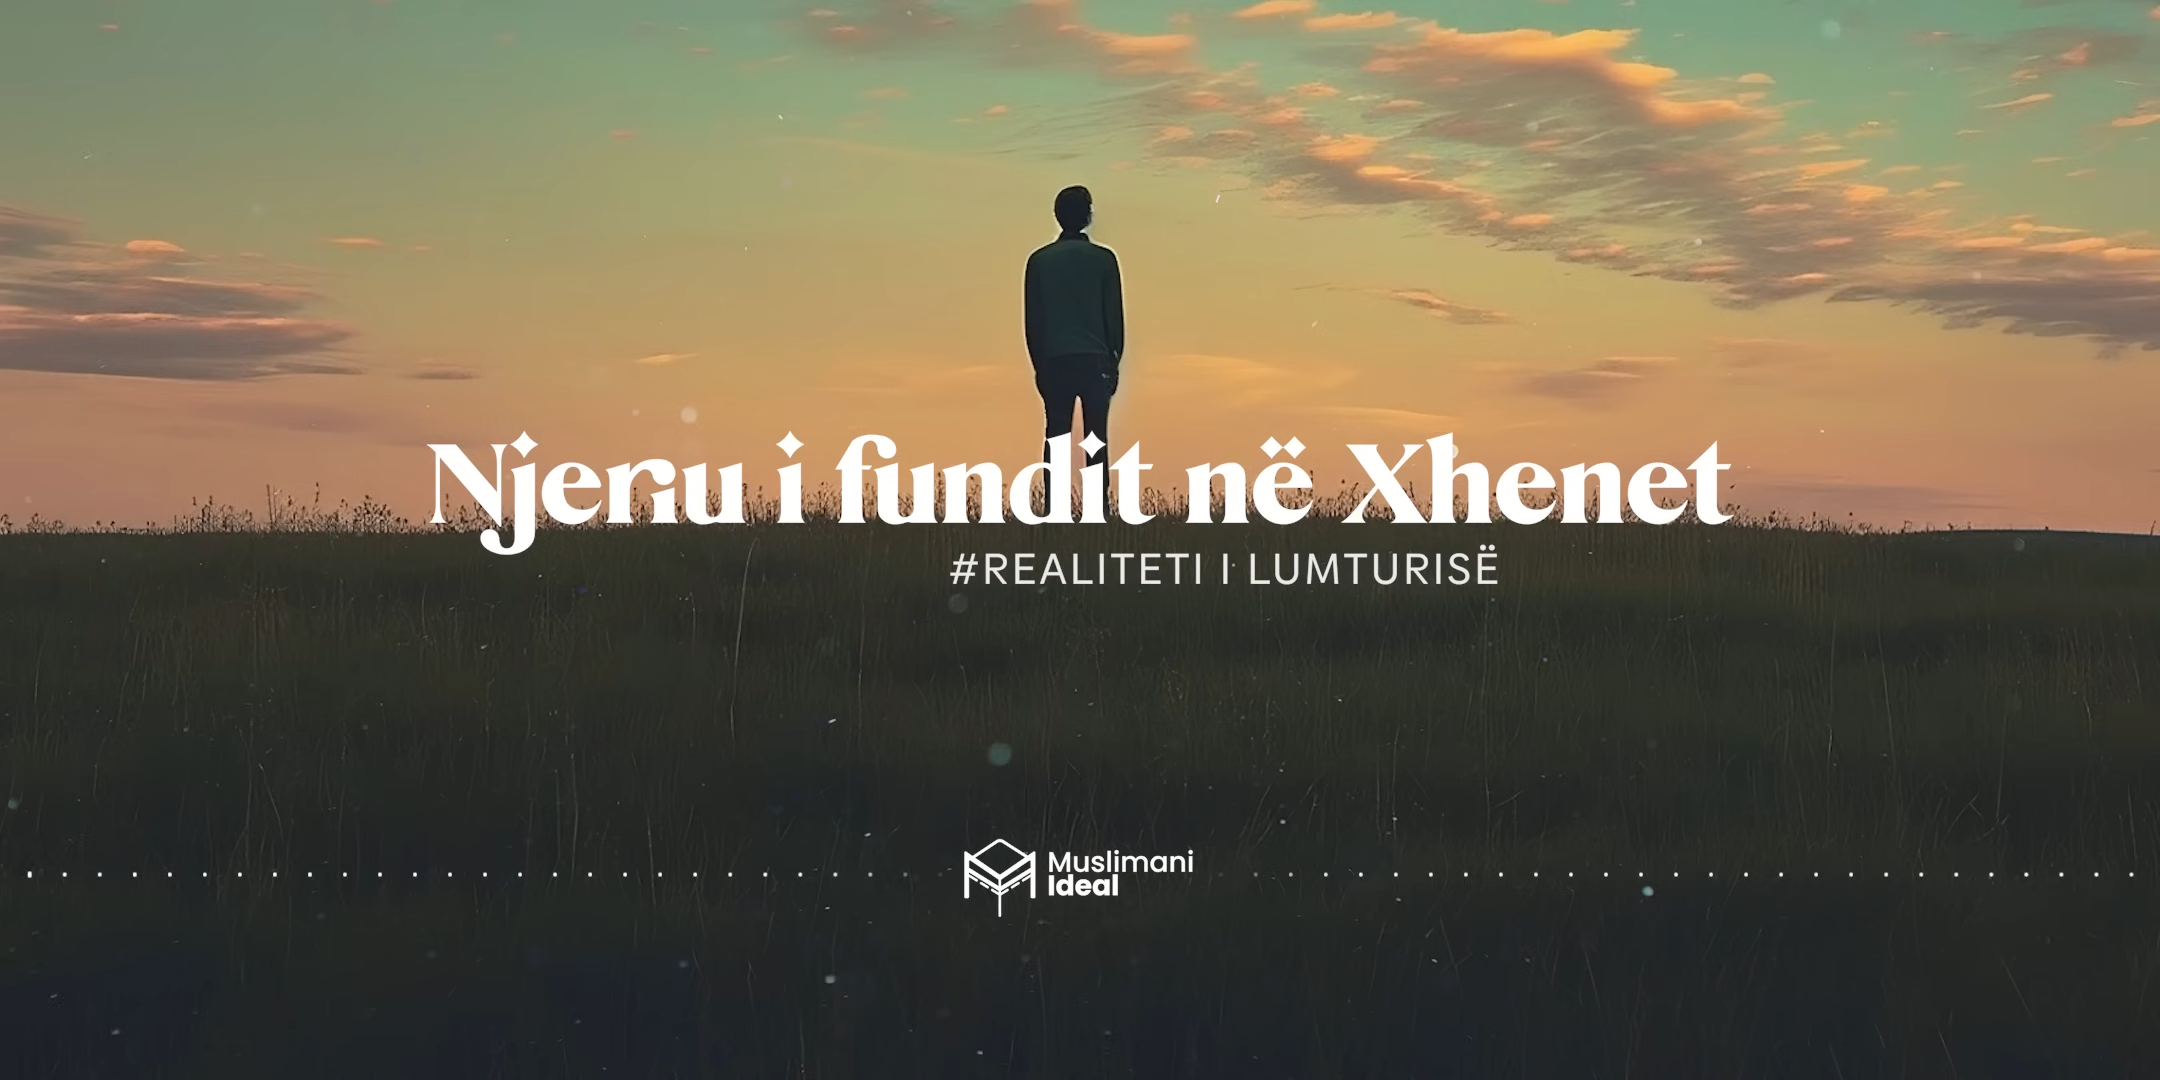 Njeriu i fundit në Xhenet
#REALITETI I LUMTURISË
Muslimani
Ideal